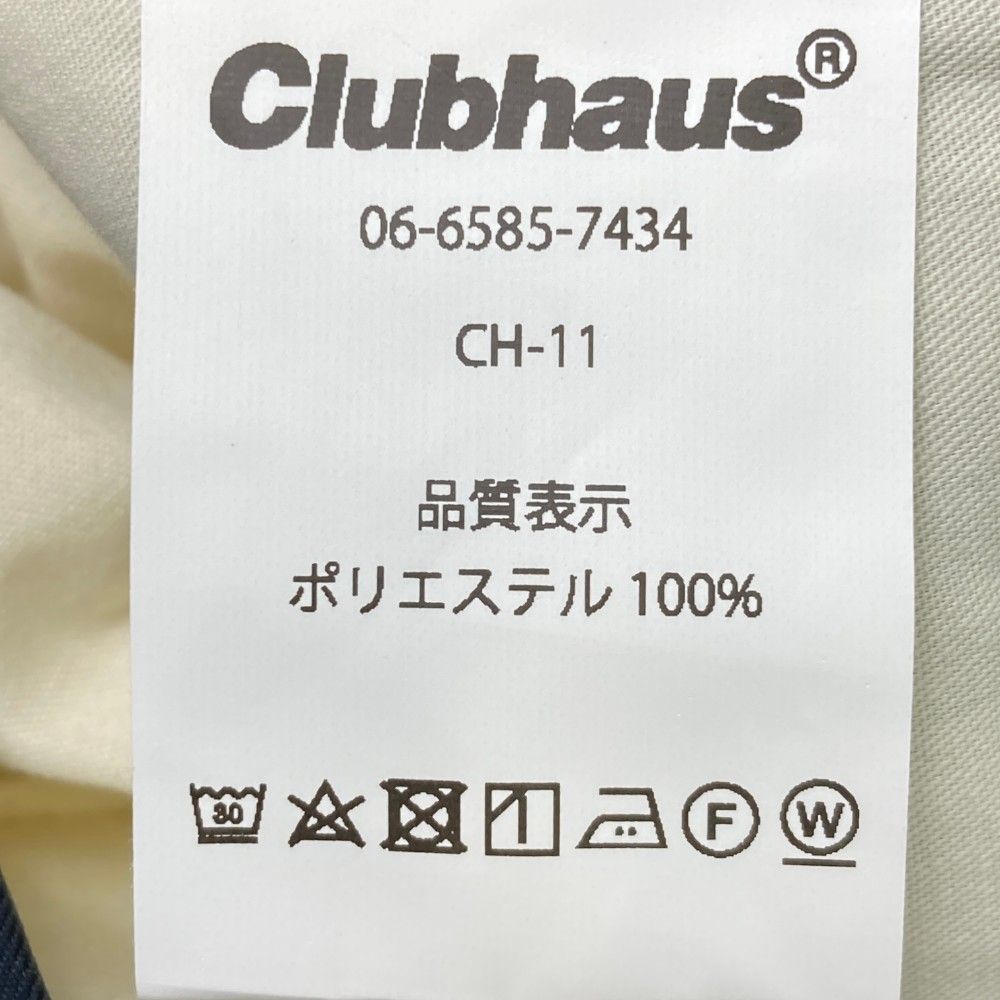 Clubhaus®
06-6585-7434
CH-11
品質表示
ポリエステル 100%
30 F W